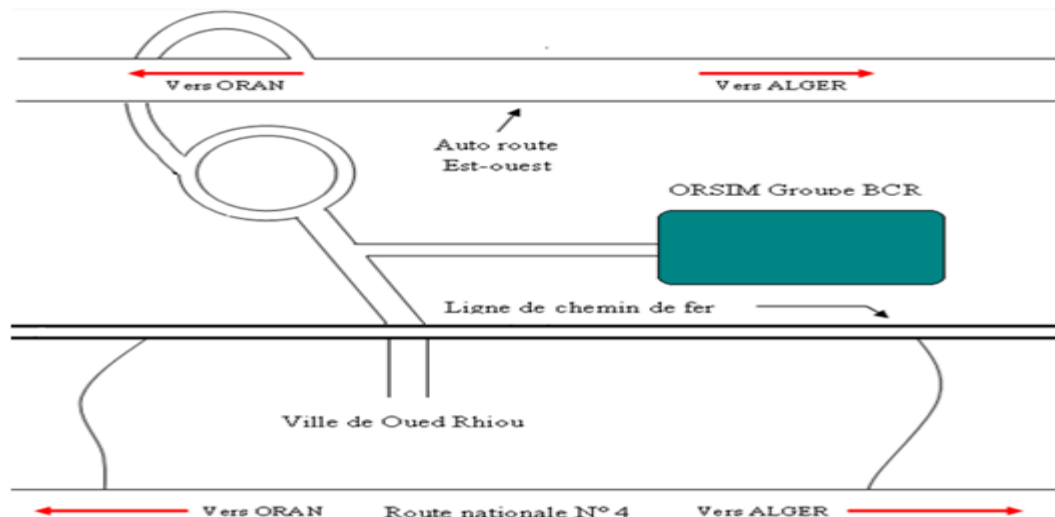 Vers ORAN
Vers ALGER
Auto route
Est-ouest
ORSIM Groupe BCR
Ligne de chemin de fer
Ville de Oued Rhiou
Vers ORAN
Route nationale N° 4
Vers ALGER